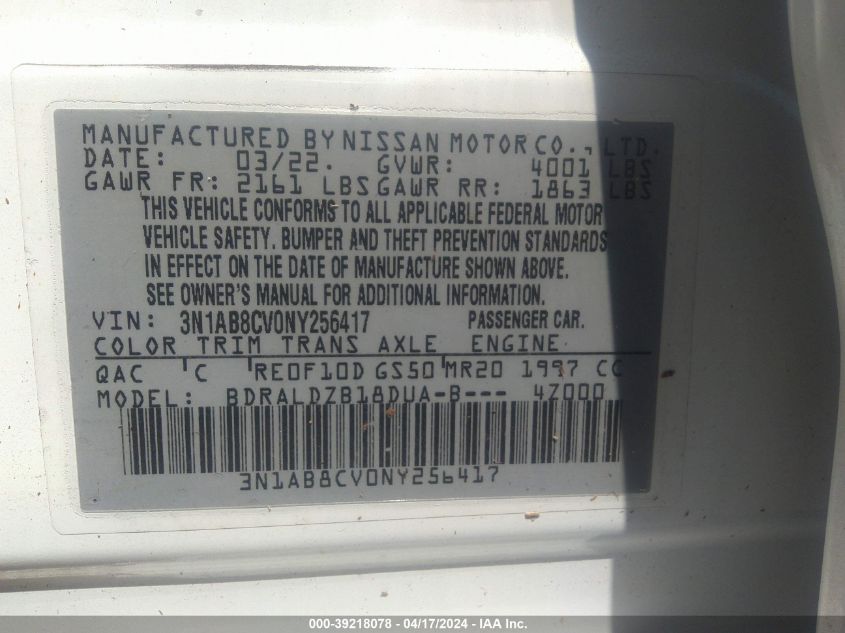 MANUFACTURED BY NISSAN MOTOR CO., LTD.
DATE: 03/22. GVWR: 4001 LBS
GAWR FR: 2161 LBS GAWR RR: 1863 LBS
THIS VEHICLE CONFORMS TO ALL APPLICABLE FEDERAL MOTOR
VEHICLE SAFETY, BUMPER AND THEFT PREVENTION STANDARDS
IN EFFECT ON THE DATE OF MANUFACTURE SHOWN ABOVE.
SEE OWNER'S MANUAL FOR ADDITIONAL INFORMATION.
VIN: 3N1AB8CV0NY256417 PASSENGER CAR.
COLOR TRIM TRANS AXLE ENGINE
QAC 'C 'RE0F10D GS50 MR20 1997 CC
MODEL: BDRALDZB18DUA-B--- 4Z000
3N1AB8CV0NY256417
000-39218078 - 04/17/2024 - IAA Inc.